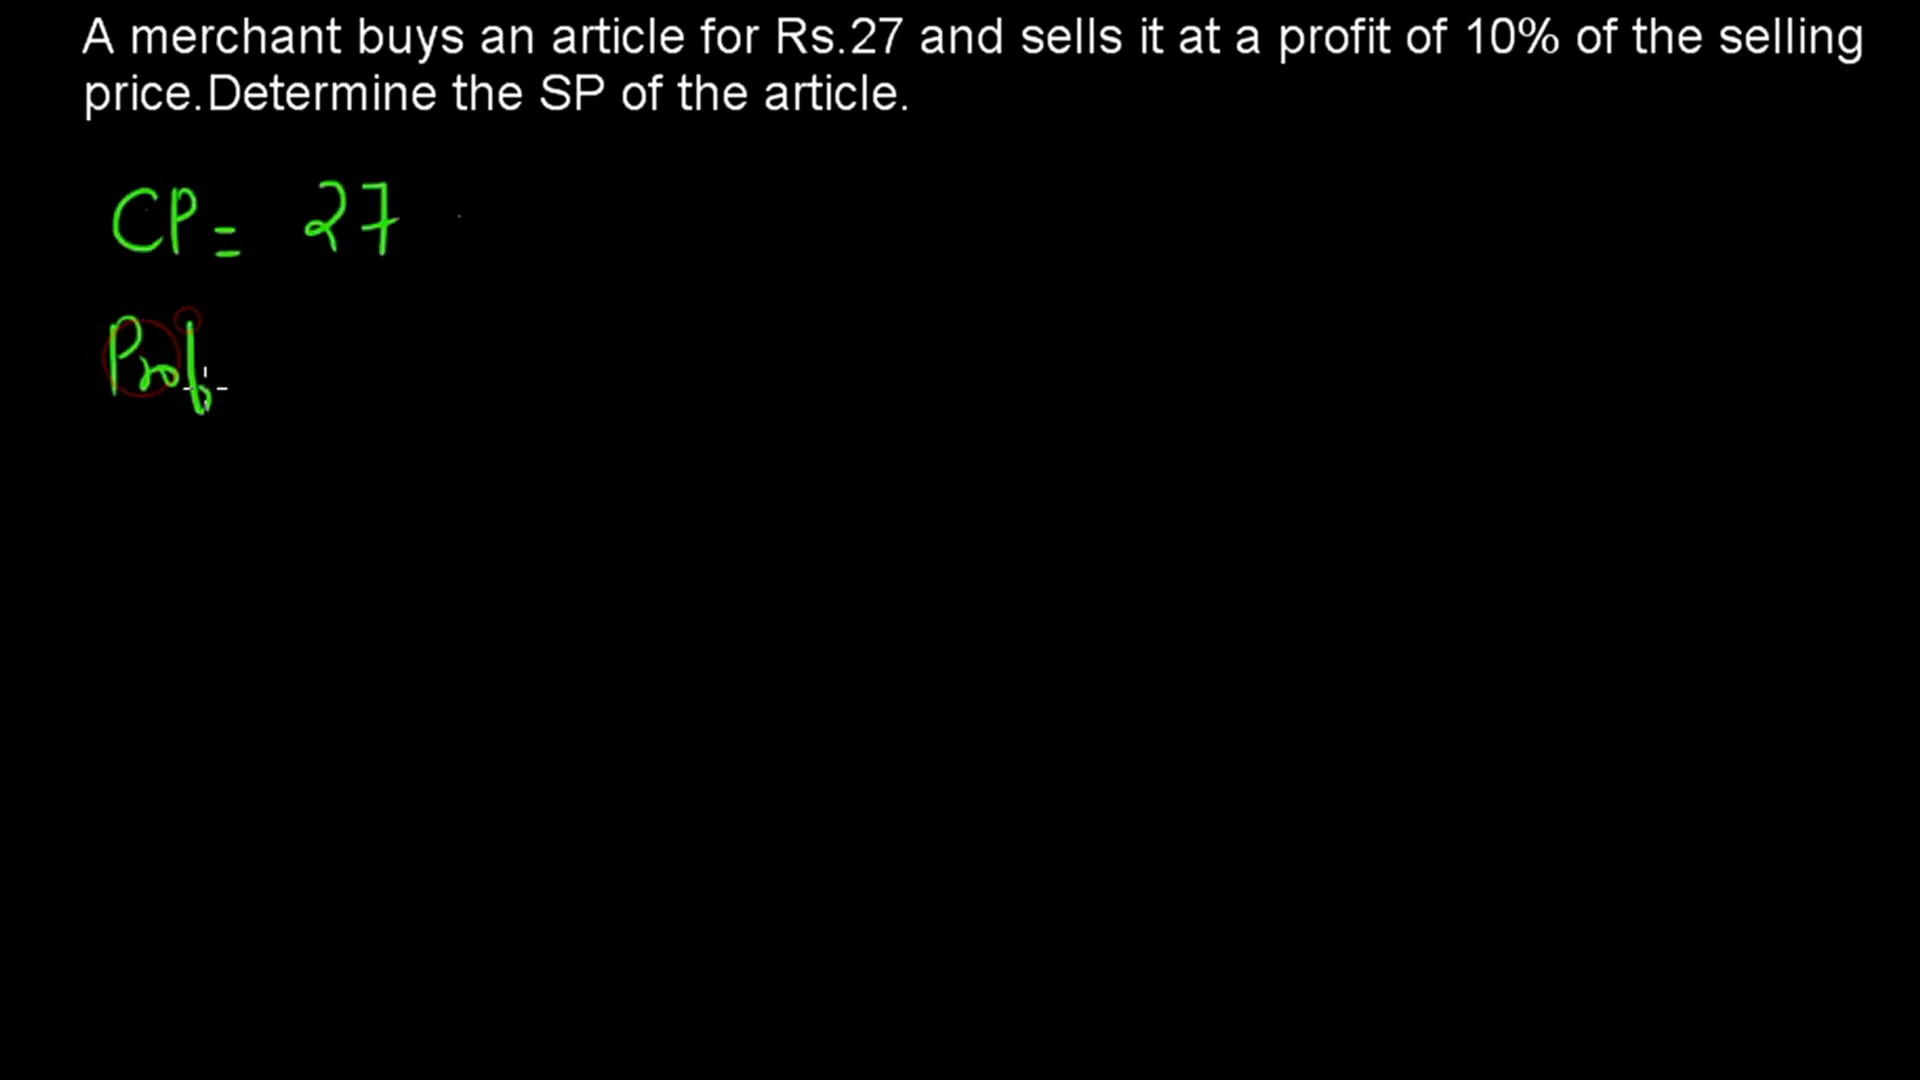 A merchant buys an article for Rs.27 and sells it at a profit of 10% of the selling
price.Determine the SP of the article.
CP = 27
Prof